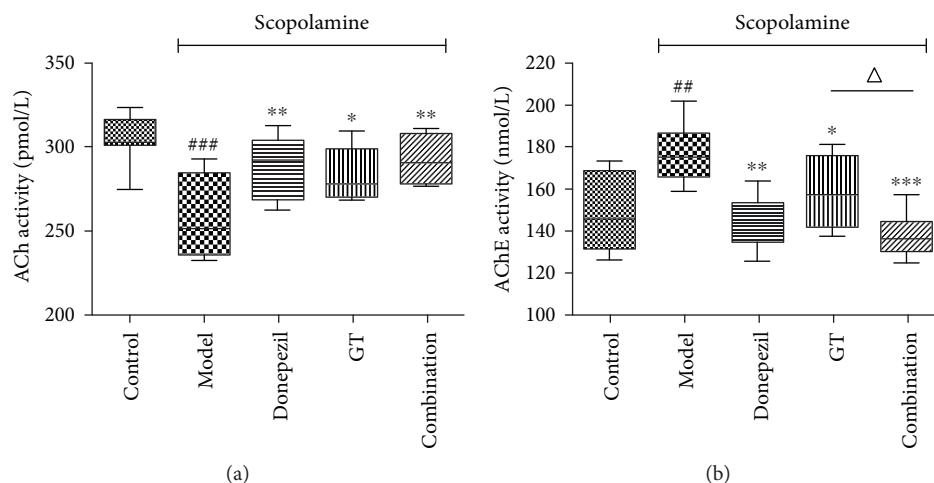 Scopolamine
350
300
250
200
ACh activity (pmol/L)
###
**
*
**
Control
Model
Donepezil
GT
Combination
(a)
Scopolamine
220
200
180
160
140
120
100
AChE activity (nmol/L)
##
**
*
***
Δ
Control
Model
Donepezil
GT
Combination
(b)